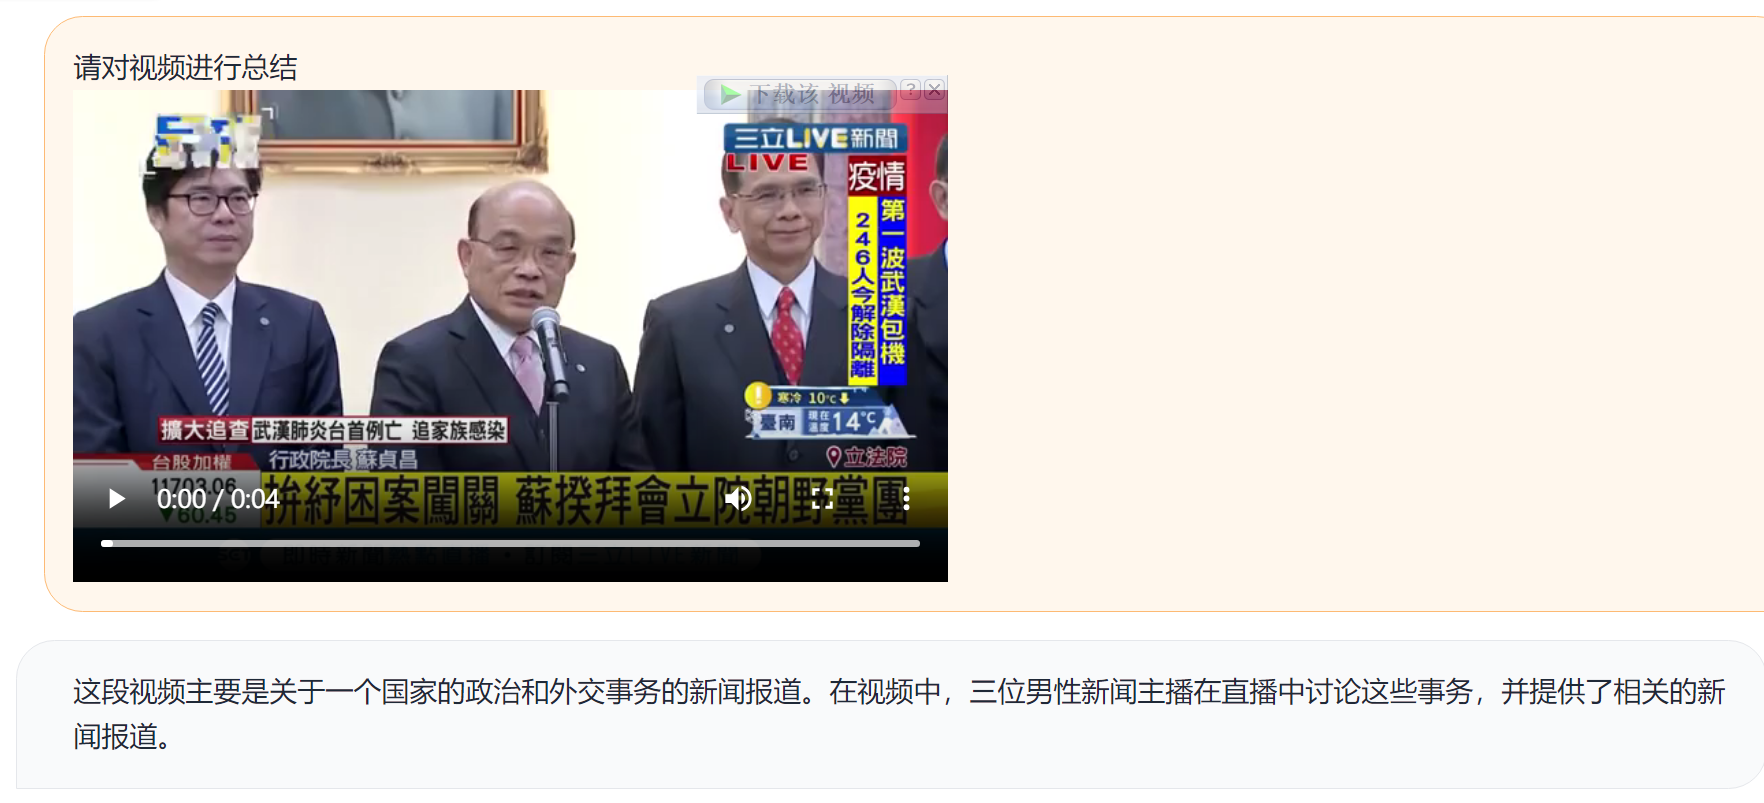 请对视频进行总结
下载该 视频
三立LIVE新聞
LIVE
疫情
第一波武漢包機
246人今解除隔離
寒冷 10°C
臺南 現在溫度 14°C
擴大追查 武漢肺炎台首例亡 追家族感染
立法院
台股加權 行政院長 蘇貞昌
11703.06
60.45
拚紓困案闖關 蘇揆拜會立院朝野黨團
0:00 / 0:04
这段视频主要是关于一个国家的政治和外交事务的新闻报道。在视频中，三位男性新闻主播在直播中讨论这些事务，并提供了相关的新
闻报道。